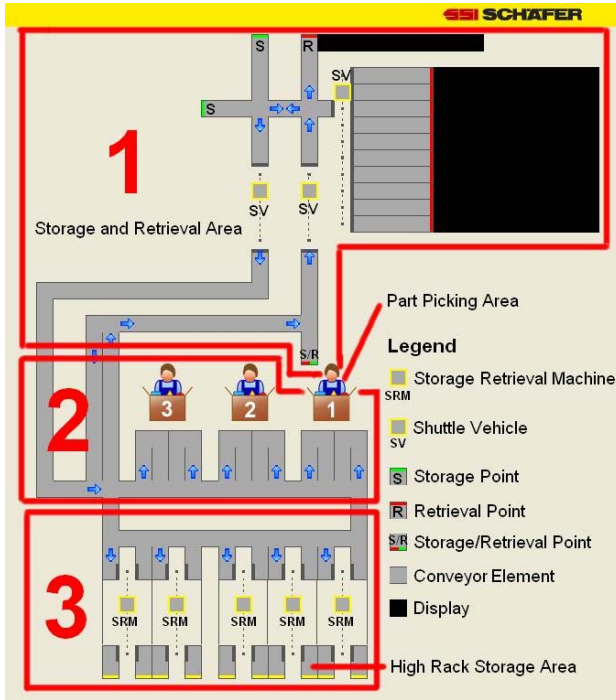 SSI SCHÄFER
S
R
SV
S
1
SV
SV
Storage and Retrieval Area
Part Picking Area
S/R
Legend
Storage Retrieval Machine
SRM
2
3
2
1
Shuttle Vehicle
SV
S Storage Point
R Retrieval Point
S/R Storage/Retrieval Point
Conveyor Element
Display
3
SRM
SRM
SRM
SRM
SRM
High Rack Storage Area